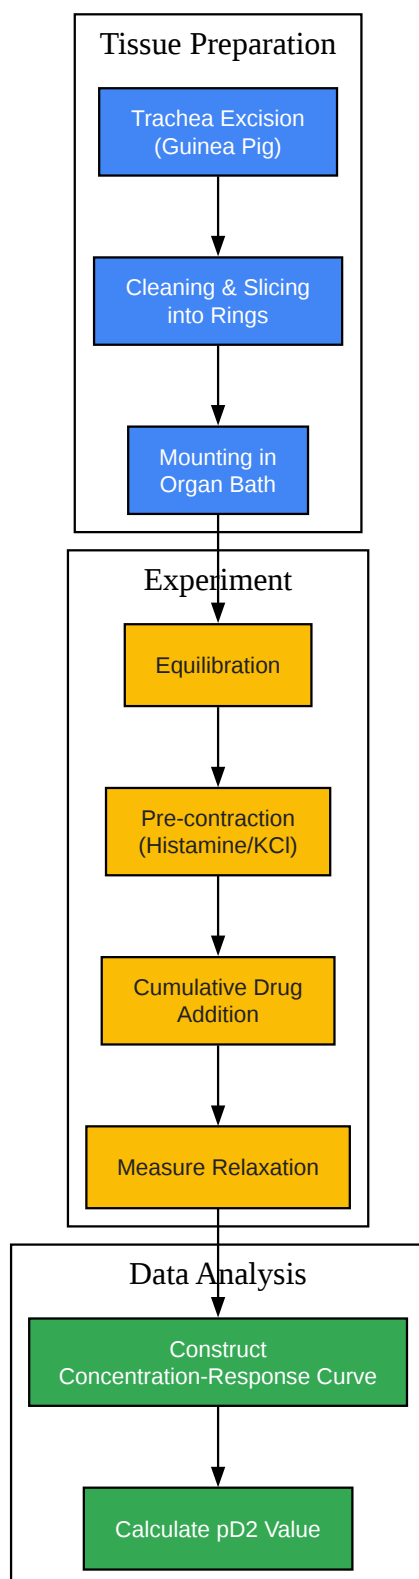 Tissue Preparation
Trachea Excision
(Guinea Pig)
Cleaning & Slicing
into Rings
Mounting in
Organ Bath
Experiment
Equilibration
Pre-contraction
(Histamine/KCl)
Cumulative Drug
Addition
Measure Relaxation
Data Analysis
Construct
Concentration-Response Curve
Calculate pD2 Value